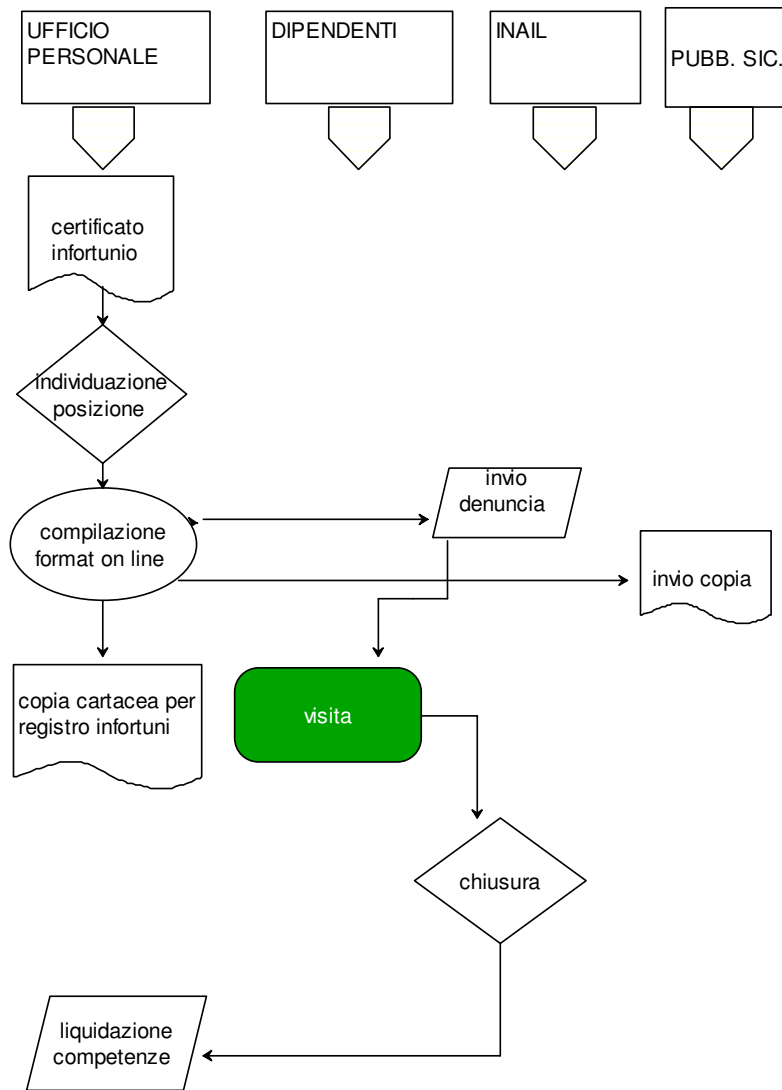 UFFICIO
PERSONALE
DIPENDENTI
INAIL
PUBB. SIC.
certificato
infortunio
individuazione
posizione
invio
denuncia
compilazione
format on line
invio copia
copia cartacea per
registro infortuni
visita
chiusura
liquidazione
competenze